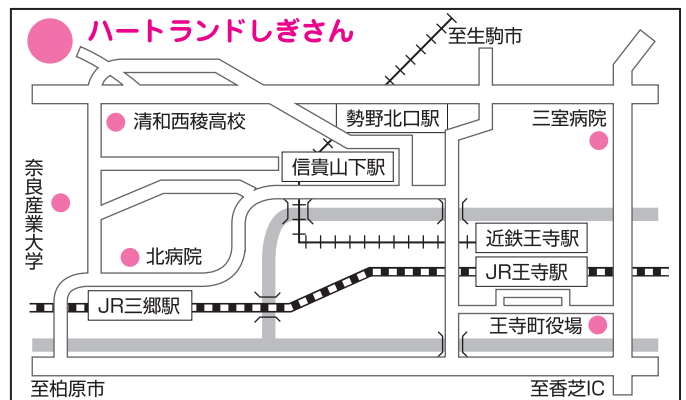 ハートランドしぎさん
至生駒市
清和西稜高校
勢野北口駅
三室病院
信貴山下駅
奈良産業大学
近鉄王寺駅
北病院
JR王寺駅
JR三郷駅
王寺町役場
至柏原市
至香芝IC